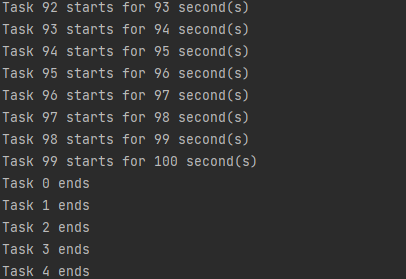 Task 92 starts for 93 second(s)
Task 93 starts for 94 second(s)
Task 94 starts for 95 second(s)
Task 95 starts for 96 second(s)
Task 96 starts for 97 second(s)
Task 97 starts for 98 second(s)
Task 98 starts for 99 second(s)
Task 99 starts for 100 second(s)
Task 0 ends
Task 1 ends
Task 2 ends
Task 3 ends
Task 4 ends